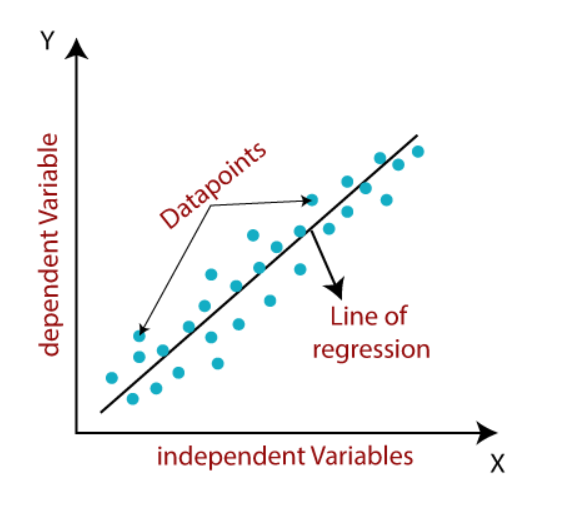 Y
dependent Variable
Datapoints
Line of
regression
independent Variables
X